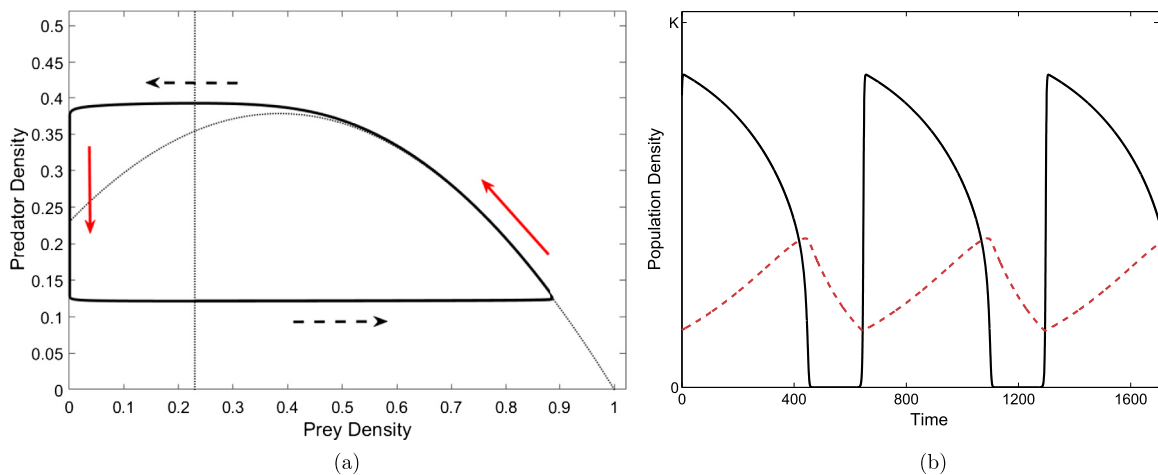 0.5
0.45
0.4
0.35
0.3
0.25
0.2
0.15
0.1
0.05
0
Predator Density
0 0.1 0.2 0.3 0.4 0.5 0.6 0.7 0.8 0.9 1
Prey Density
(a)
K
0
Population Density
0 400 800 1200 1600
Time
(b)